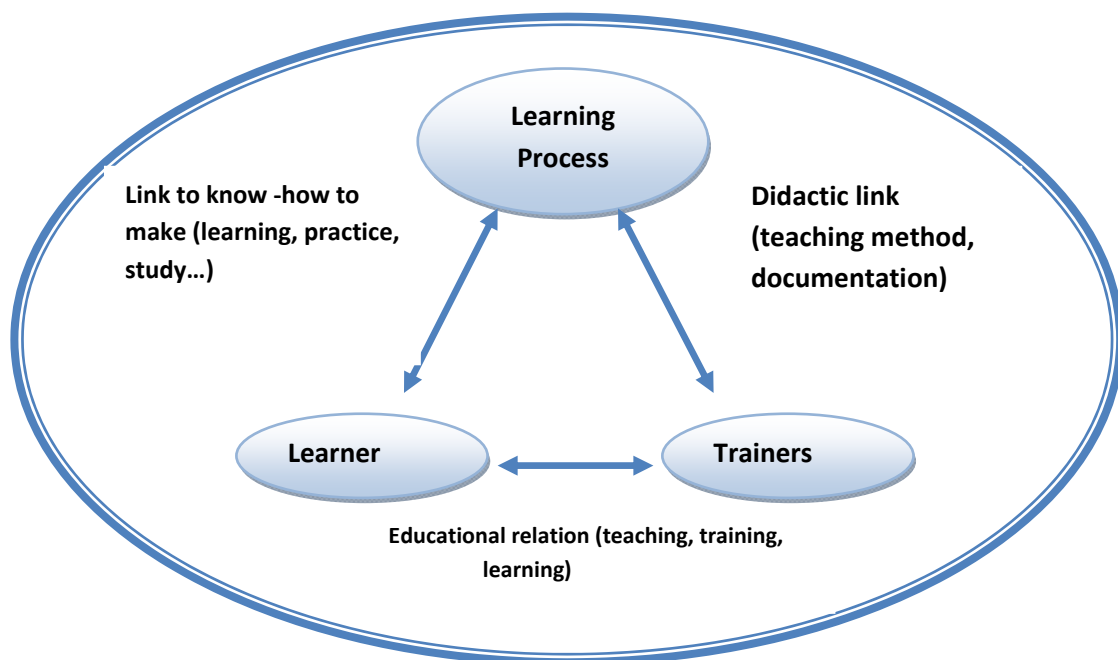 Learning
Process
Link to know -how to
make (learning, practice,
study…)
Didactic link
(teaching method,
documentation)
Learner
Trainers
Educational relation (teaching, training,
learning)